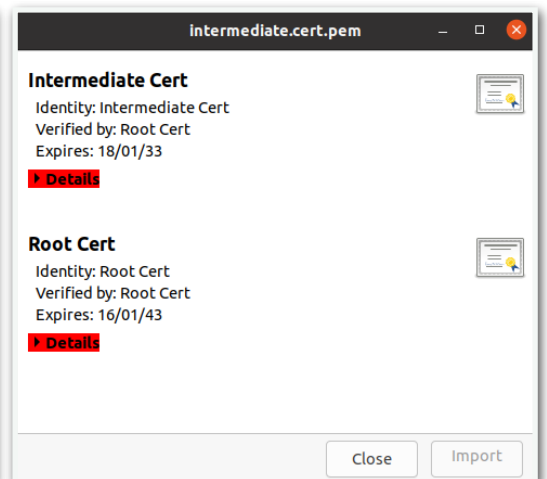 intermediate.cert.pem
Intermediate Cert
Identity: Intermediate Cert
Verified by: Root Cert
Expires: 18/01/33
Details
Root Cert
Identity: Root Cert
Verified by: Root Cert
Expires: 16/01/43
Details
Close Import